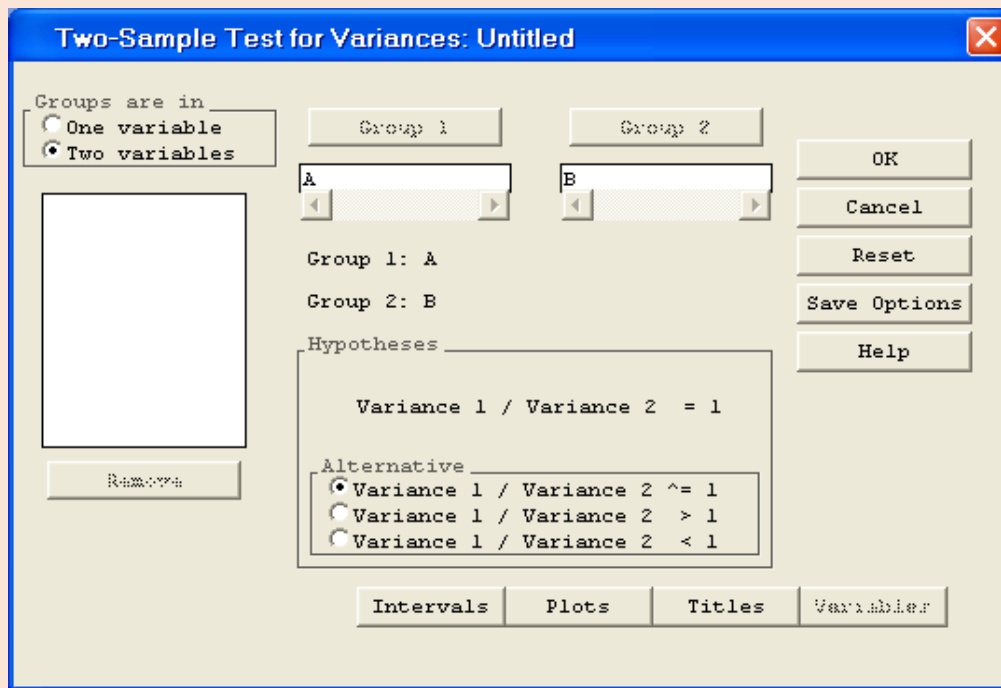 Two-Sample Test for Variances: Untitled
Groups are in
One variable
Two variables
Group 1
Group 2
A
B
OK
Cancel
Reset
Save Options
Help
Group 1: A
Group 2: B
Hypotheses
Variance 1 / Variance 2 = 1
Alternative
Variance 1 / Variance 2 ^= 1
Variance 1 / Variance 2 > 1
Variance 1 / Variance 2 < 1
Remove
Intervals
Plots
Titles
Variables